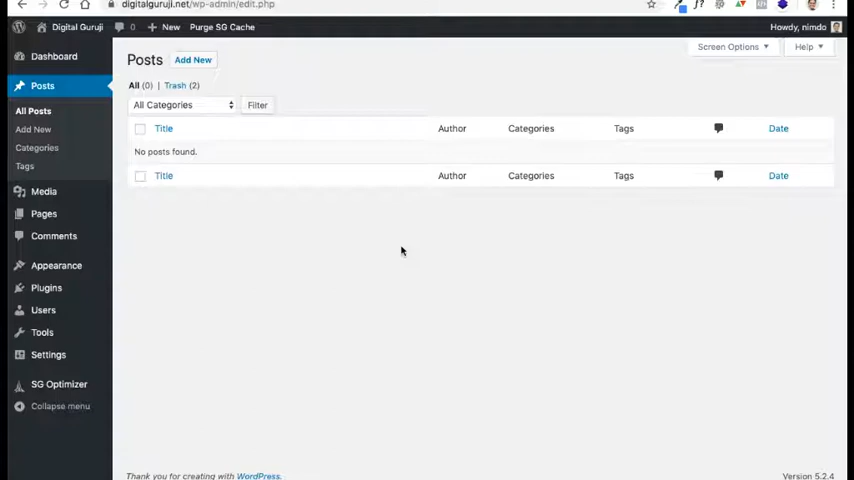 digitalguruji.net/wp-admin/edit.php
Digital Guruji 0 New Purge SG Cache Howdy, nimdo
Dashboard
Posts
All Posts
Add New
Categories
Tags
Media
Pages
Comments
Appearance
Plugins
Users
Tools
Settings
SG Optimizer
Collapse menu
Screen Options Help
Posts Add New
All (0) | Trash (2)
All Categories Filter
Title Author Categories Tags Date
No posts found.
Title Author Categories Tags Date
Thank you for creating with WordPress. Version 5.2.4